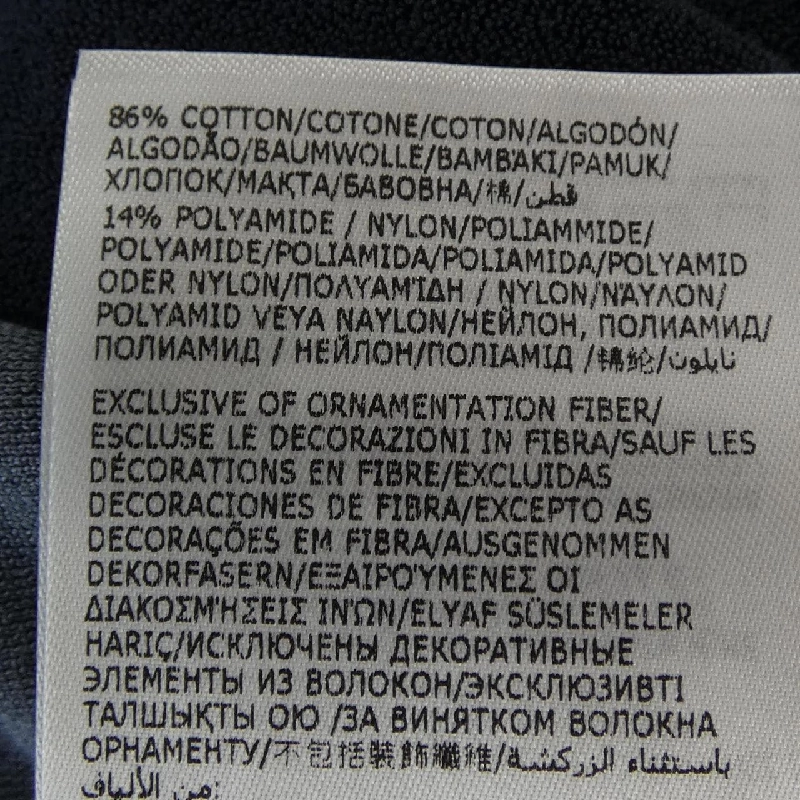 86% COTTON/COTONE/COTON/ALGODÓN/
ALGODÃO/BAUMWOLLE/BAMBΆKI/PAMUK/
ХЛОПОК/МАҚТА/БАВОВНА/棉/قطن
14% POLYAMIDE / NYLON/POLIAMMIDE/
POLYAMIDE/POLIAMIDA/POLIAMIDA/POLYAMID
ODER NYLON/ΠΟΛΥΑΜΊΔΗ / NYLON/ΝΆΥΛΟΝ/
POLYAMID VEYA NAYLON/НЕЙЛОН, ПОЛИАМИД/
ПОЛИАМИД / НЕЙЛОН/ПОЛІАМІД /锦纶/نايلون
EXCLUSIVE OF ORNAMENTATION FIBER/
ESCLUSE LE DECORAZIONI IN FIBRA/SAUF LES
DÉCORATIONS EN FIBRE/EXCLUIDAS
DECORACIONES DE FIBRA/EXCEPTO AS
DECORAÇÕES EM FIBRA/AUSGENOMMEN
DEKORFASERN/ΕΞΑΙΡΟΎΜΕΝΕΣ ΟΙ
ΔΙΑΚΟΣΜΉΣΕΙΣ ΙΝΏΝ/ELYAF SÜSLEMELER
HARIÇ/ИСКЛЮЧЕНЫ ДЕКОРАТИВНЫЕ
ЭЛЕМЕНТЫ ИЗ ВОЛОКОН/ЭКСКЛЮЗИВТІ
ТАЛШЫҚТЫ ОЮ /ЗА ВИНЯТКОМ ВОЛОКНА
ОРНАМЕНТУ/不包括裝飾纖維/باستثناء الزركشة
من الألياف: